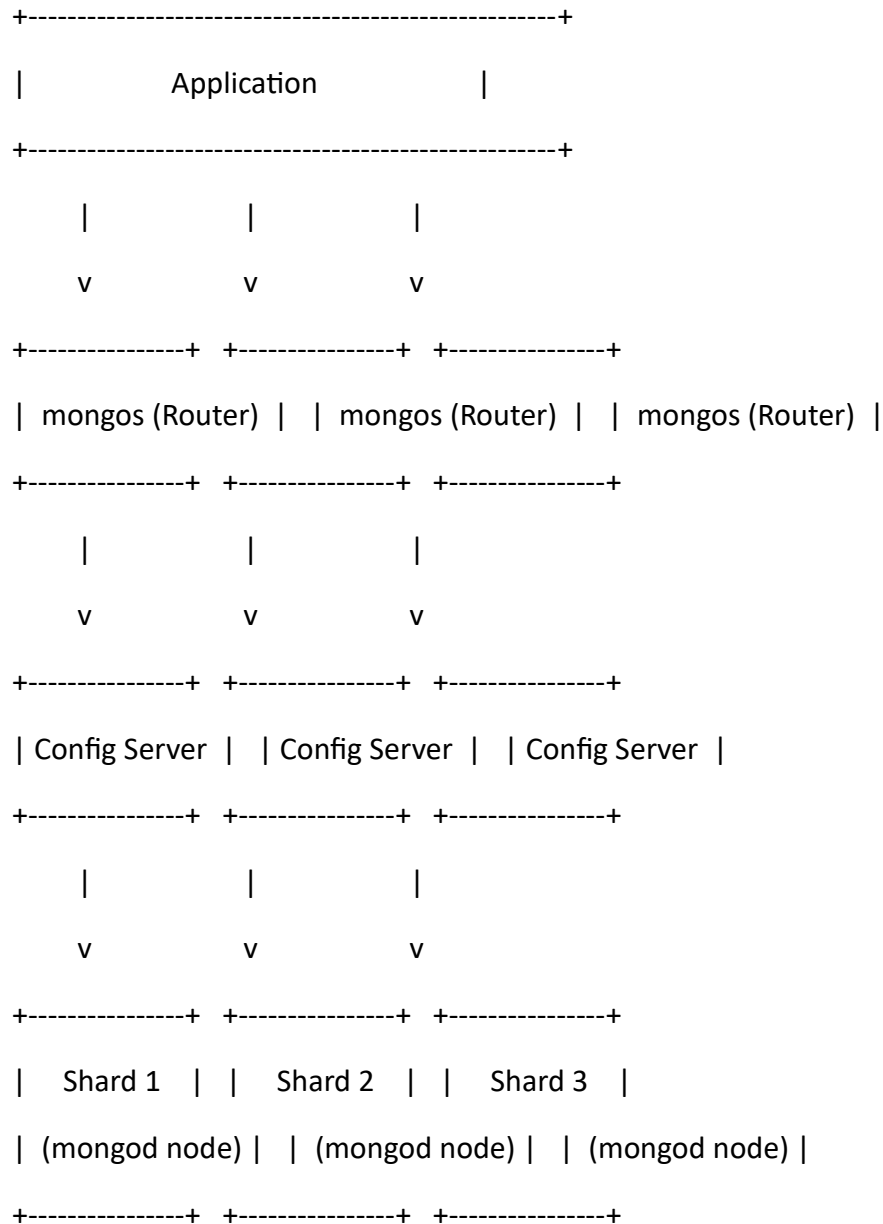 +------------------------------------------------------+
| Application |
+------------------------------------------------------+
| | |
v v v
+----------------+ +----------------+ +----------------+
| mongos (Router) | | mongos (Router) | | mongos (Router) |
+----------------+ +----------------+ +----------------+
| | |
v v v
+----------------+ +----------------+ +----------------+
| Config Server | | Config Server | | Config Server |
+----------------+ +----------------+ +----------------+
| | |
v v v
+----------------+ +----------------+ +----------------+
| Shard 1 | | Shard 2 | | Shard 3 |
| (mongod node) | | (mongod node) | | (mongod node) |
+----------------+ +----------------+ +----------------+